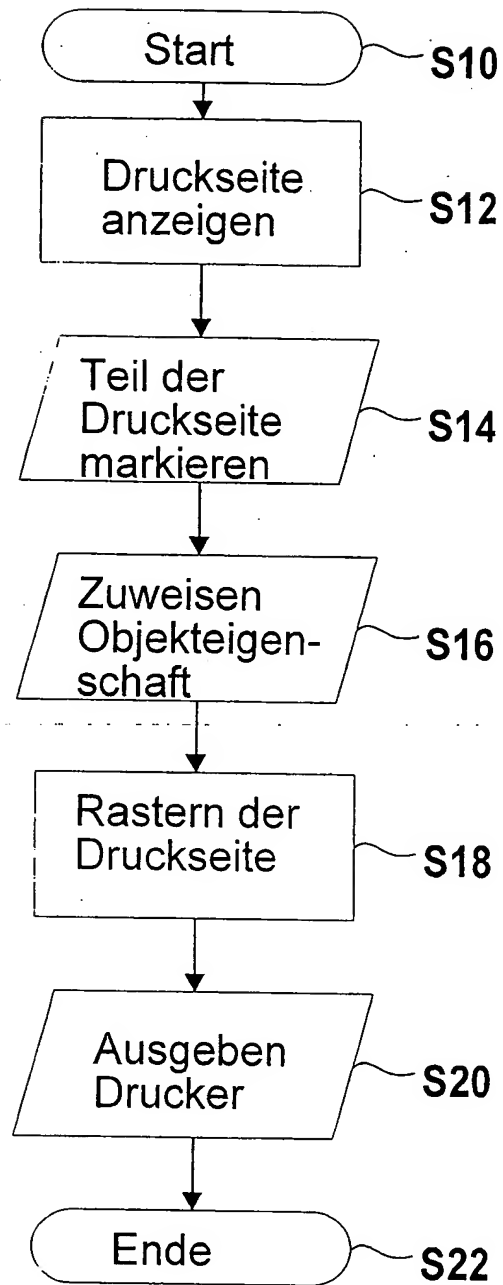 Start
S10
Druckseite
anzeigen
S12
Teil der
Druckseite
markieren
S14
Zuweisen
Objekteigen-
schaft
S16
Rastern der
Druckseite
S18
Ausgeben
Drucker
S20
Ende
S22